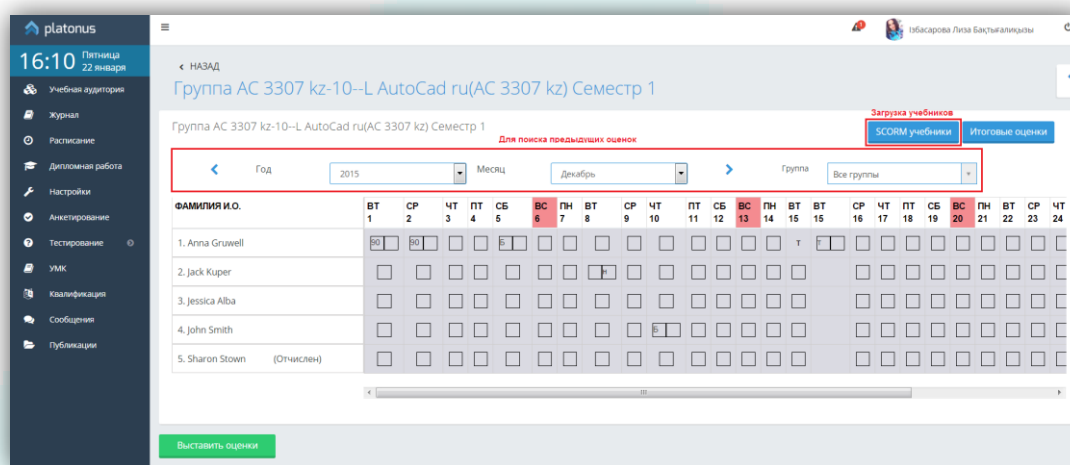 platonus
Ізбасарова Лиза Бақтығалиқызы
16:10 Пятница
22 января
Учебная аудитория
Журнал
Расписание
Дипломная работа
Настройки
Анкетирование
Тестирование
УМК
Квалификация
Сообщения
Публикации
НАЗАД
Группа AC 3307 kz-10--L AutoCad ru(AC 3307 kz) Семестр 1
Загрузка учебников
Группа AC 3307 kz-10--L AutoCad ru(AC 3307 kz) Семестр 1
SCORM учебники Итоговые оценки
Для поиска предыдущих оценок
Год 2015 Месяц Декабрь Группа Все группы
ФАМИЛИЯ И.О. ВТ СР ЧТ ПТ СБ ВС ПН ВТ СР ЧТ ПТ СБ ВС ПН ВТ ВТ СР ЧТ ПТ СБ ВС ПН ВТ СР ЧТ
1 2 3 4 5 6 7 8 9 10 11 12 13 14 15 15 16 17 18 19 20 21 22 23 24
1. Anna Gruwell 90 90 Б Т Т
2. Jack Kuper Н
3. Jessica Alba
4. John Smith Б
5. Sharon Stown (Отчислен)
Выставить оценки